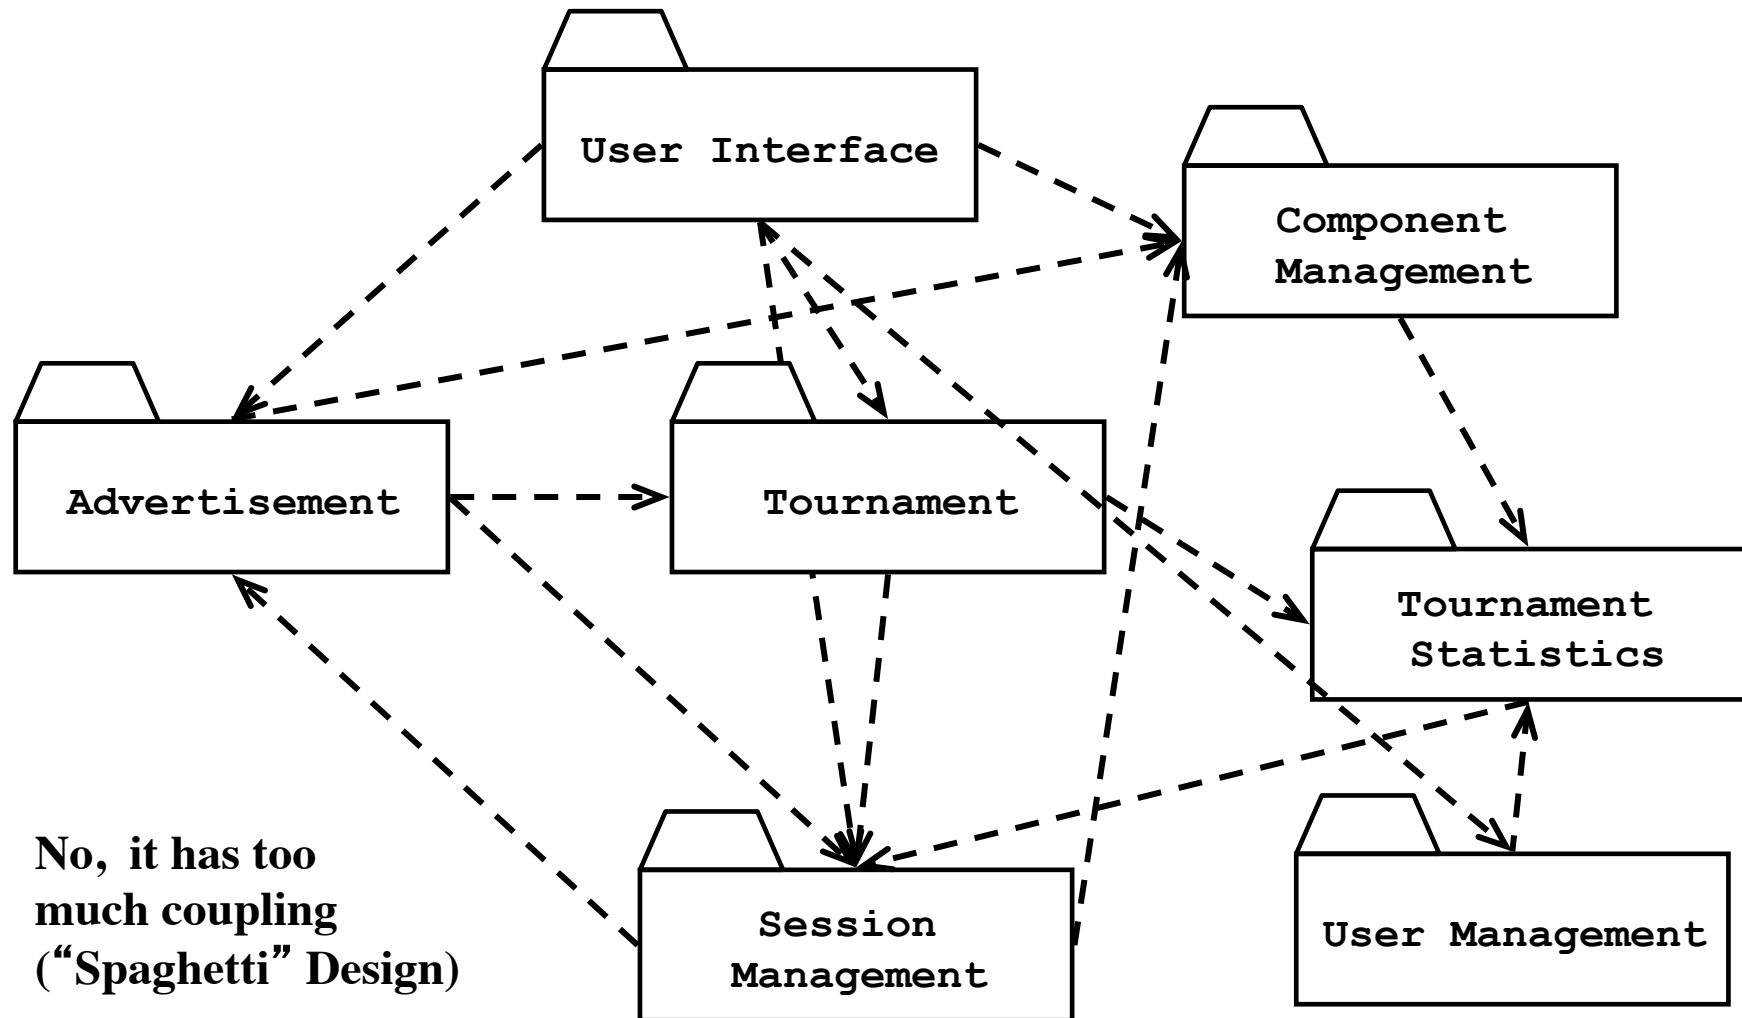 User Interface
Component
Management
Advertisement
Tournament
Tournament
Statistics
No, it has too
much coupling
(“Spaghetti” Design)
Session
Management
User Management